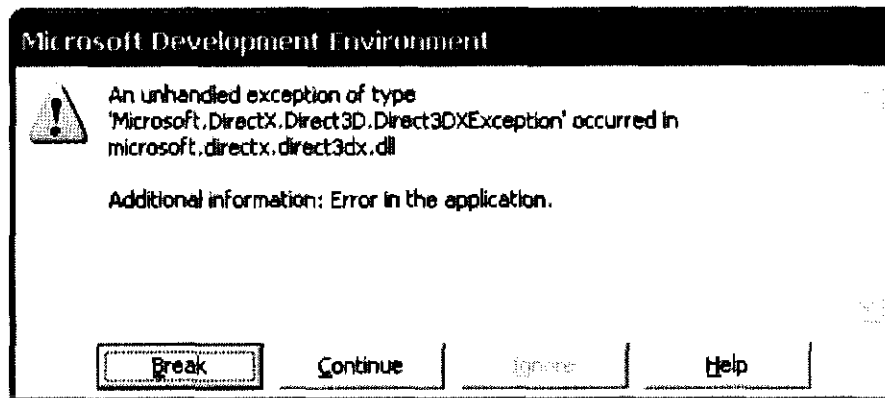 Microsoft Development Environment
An unhandled exception of type
'Microsoft.DirectX.Direct3D.Direct3DXException' occurred in
microsoft.directx.direct3dx.dll
Additional information: Error in the application.
Break Continue Ignore Help